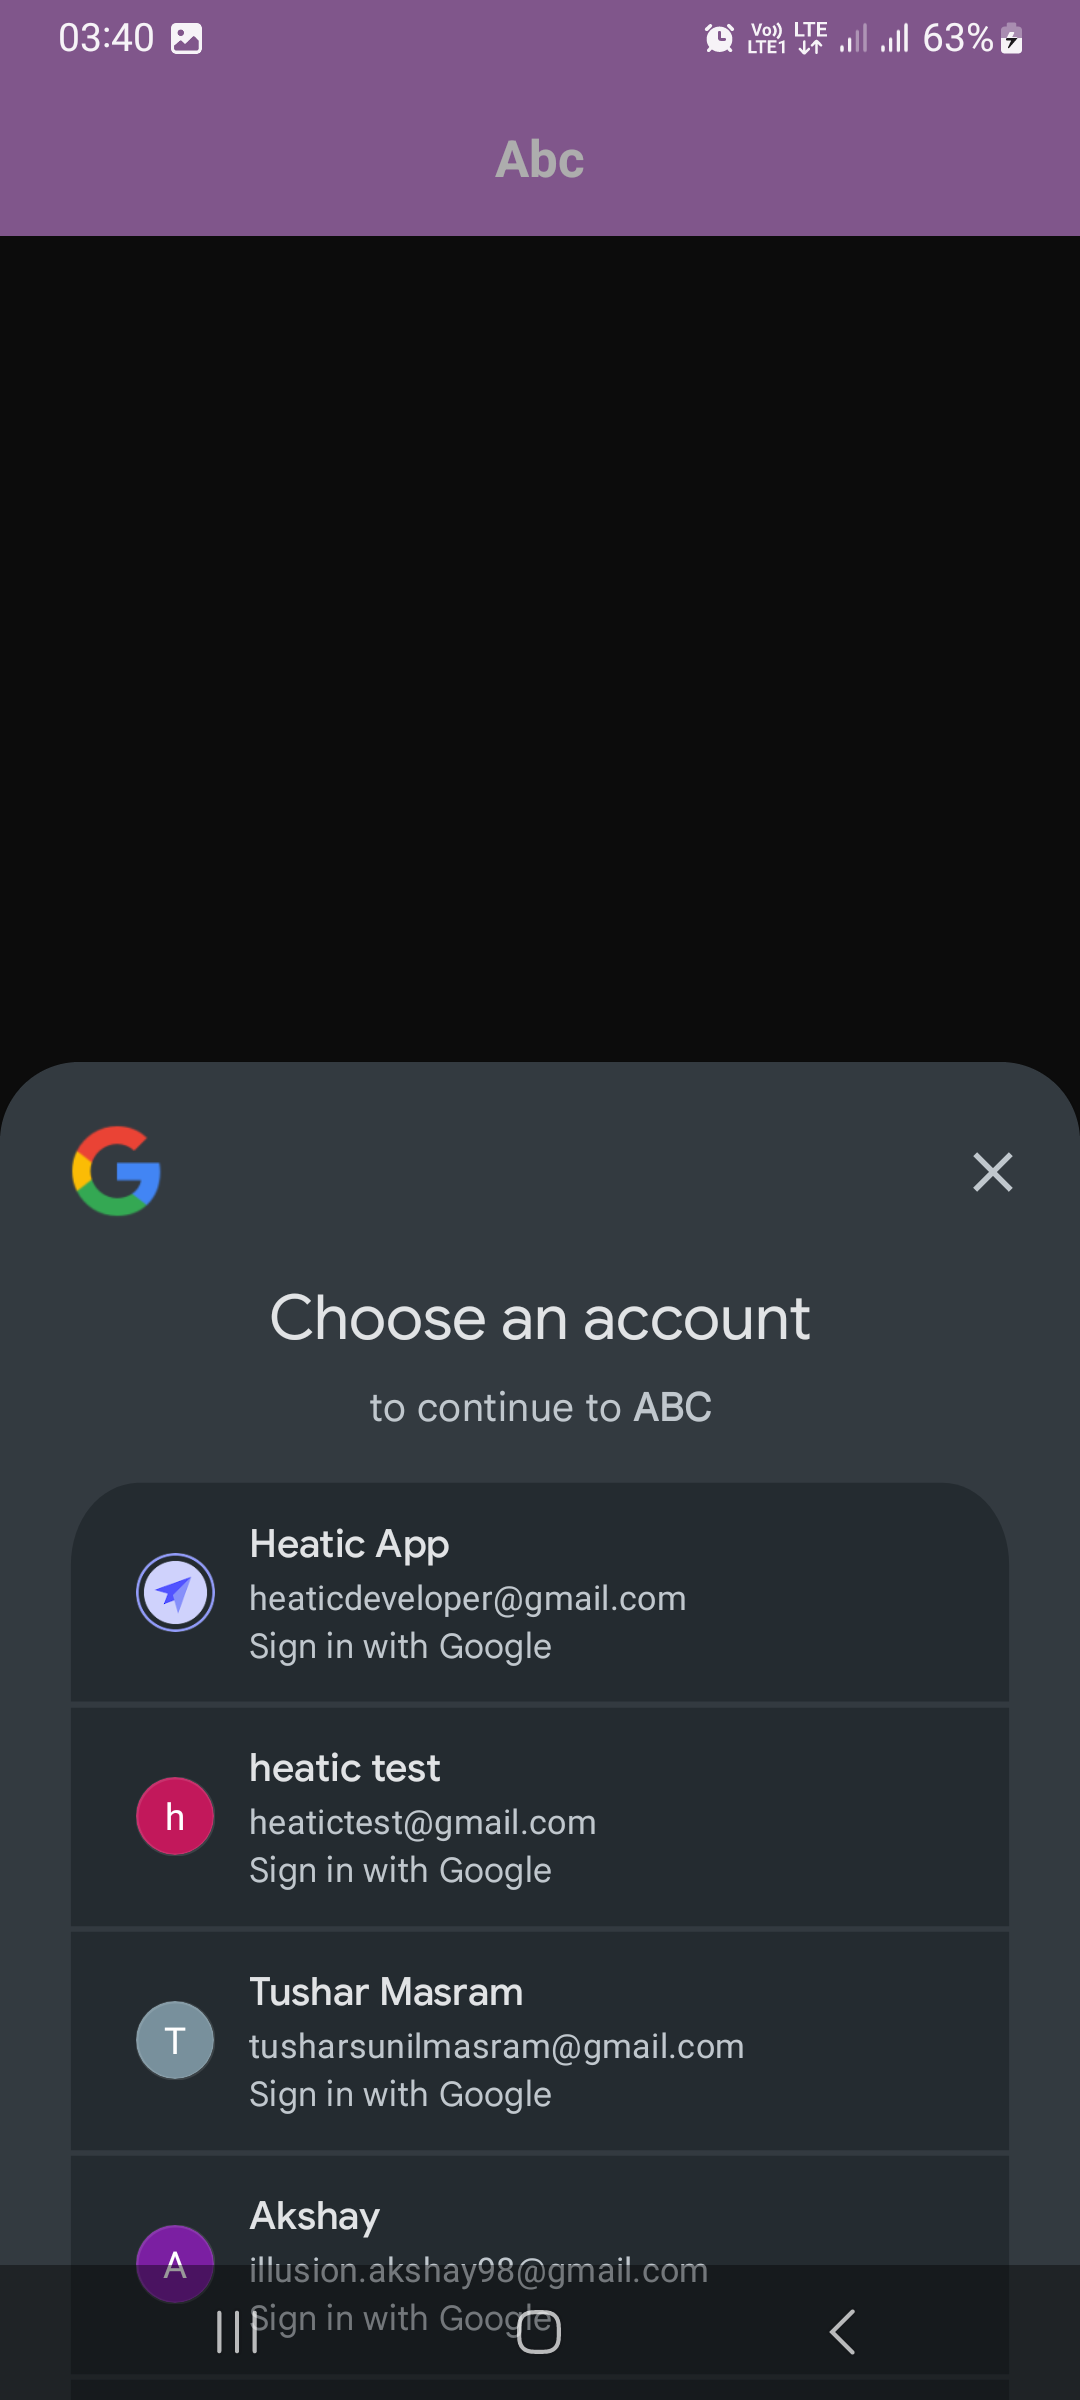 03:40 Vo)) LTE1 LTE 63%
Abc
G
Choose an account
to continue to ABC
Heatic App
heaticdeveloper@gmail.com
Sign in with Google
h
heatic test
heatictest@gmail.com
Sign in with Google
T
Tushar Masram
tusharsunilmasram@gmail.com
Sign in with Google
A
Akshay
illusion.akshay98@gmail.com
Sign in with Google